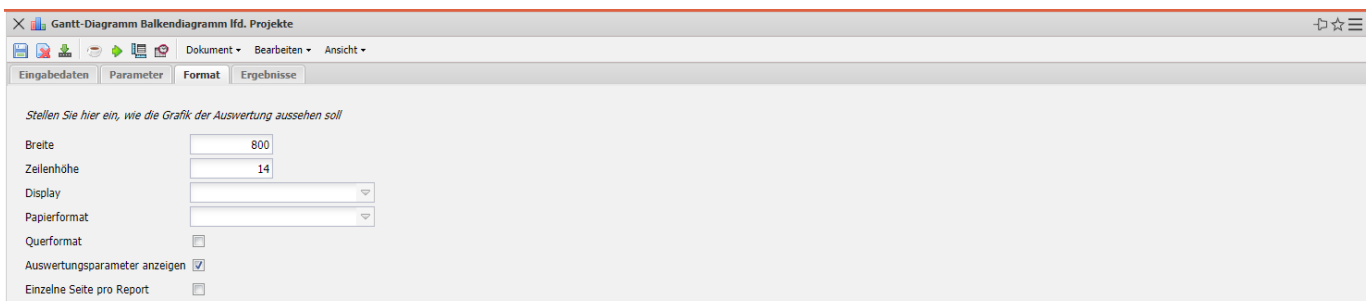 Gantt-Diagramm Balkendiagramm lfd. Projekte
Dokument Bearbeiten Ansicht
Eingabedaten Parameter Format Ergebnisse
Stellen Sie hier ein, wie die Grafik der Auswertung aussehen soll
Breite 800
Zeilenhöhe 14
Display
Papierformat
Querformat
Auswertungsparameter anzeigen
Einzelne Seite pro Report